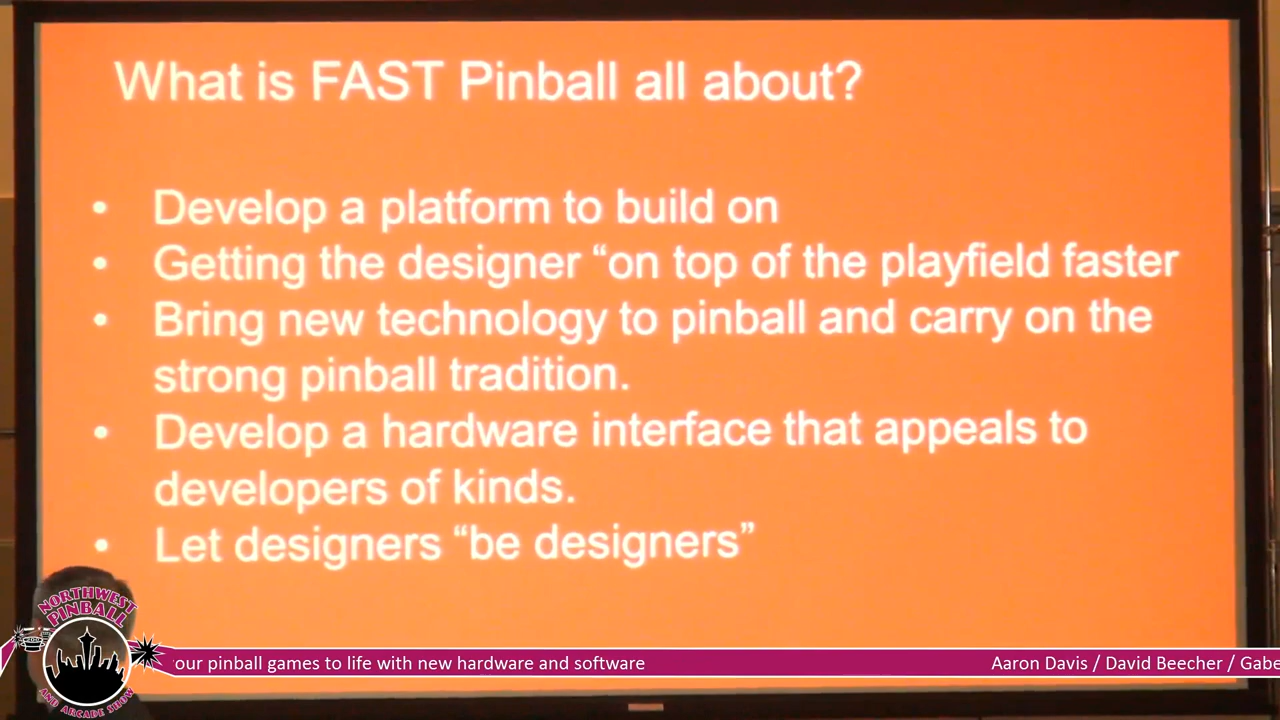 What is FAST Pinball all about?
• Develop a platform to build on
• Getting the designer “on top of the playfield faster
• Bring new technology to pinball and carry on the
strong pinball tradition.
• Develop a hardware interface that appeals to
developers of kinds.
• Let designers “be designers”
NORTHWEST
PINBALL
AND ARCADE SHOW
our pinball games to life with new hardware and software
Aaron Davis / David Beecher / Gabe